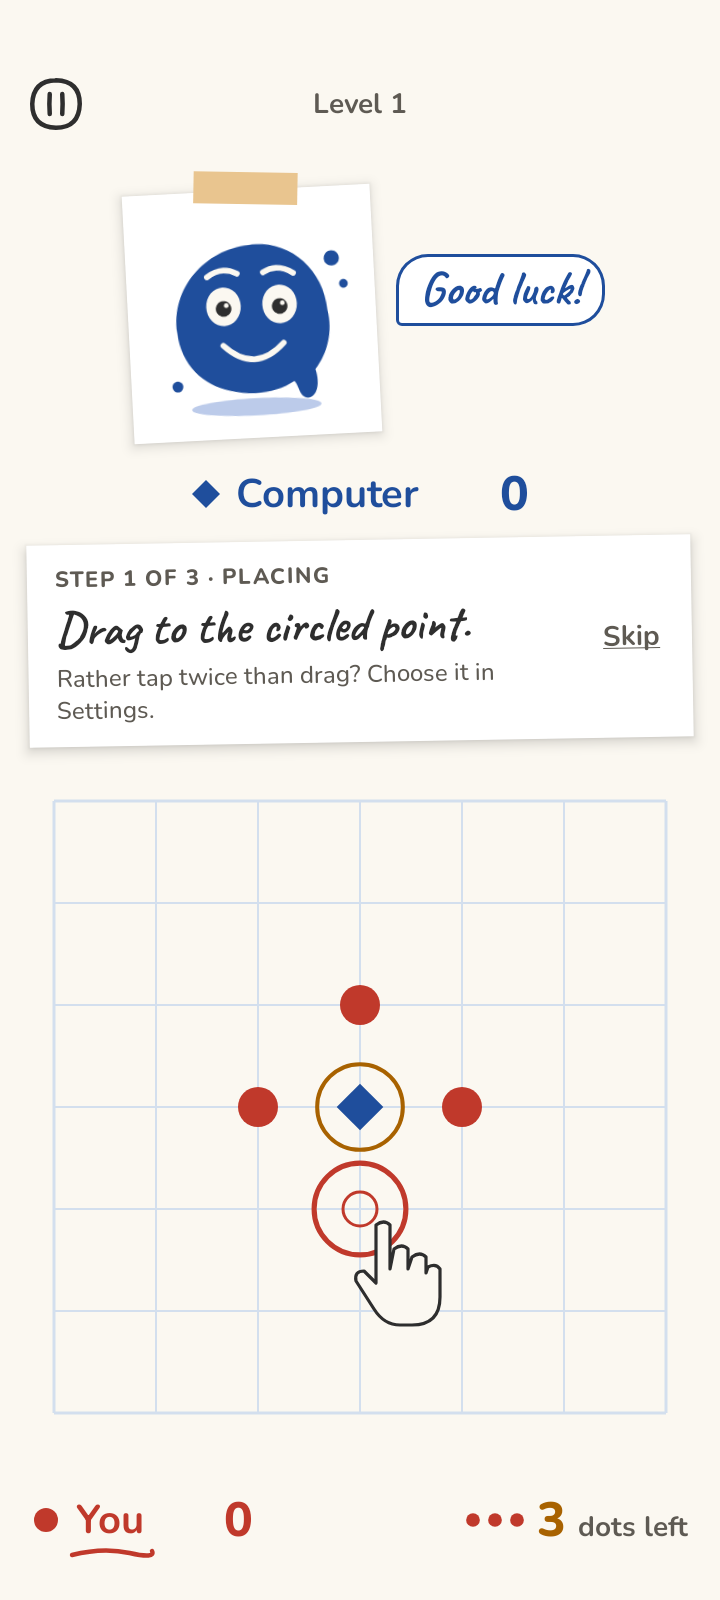 Level 1
Good luck!
Computer 0
STEP 1 OF 3 · PLACING
Drag to the circled point.
Skip
Rather tap twice than drag? Choose it in
Settings.
You 0 3 dots left